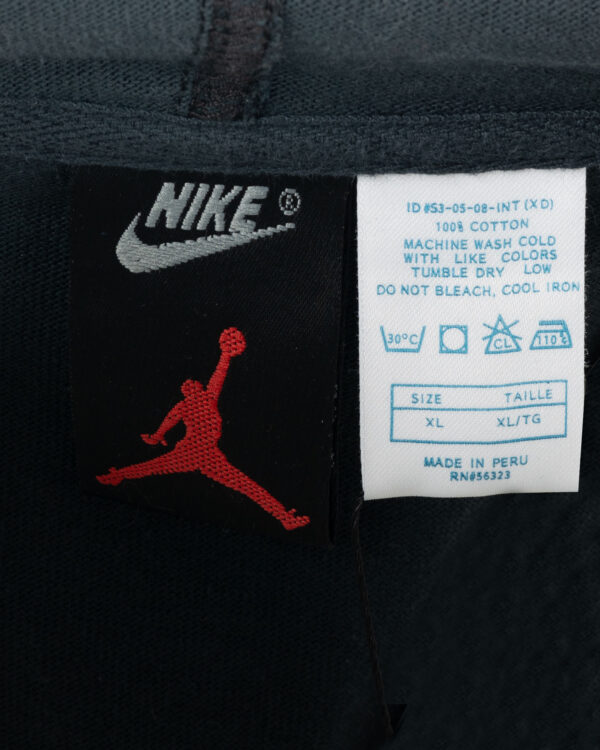 NIKE®
ID #S3-05-08-INT (XD)
100% COTTON
MACHINE WASH COLD
WITH LIKE COLORS
TUMBLE DRY LOW
DO NOT BLEACH, COOL IRON
30°C CL 110°
SIZE TAILLE
XL XL/TG
MADE IN PERU
RN#56323